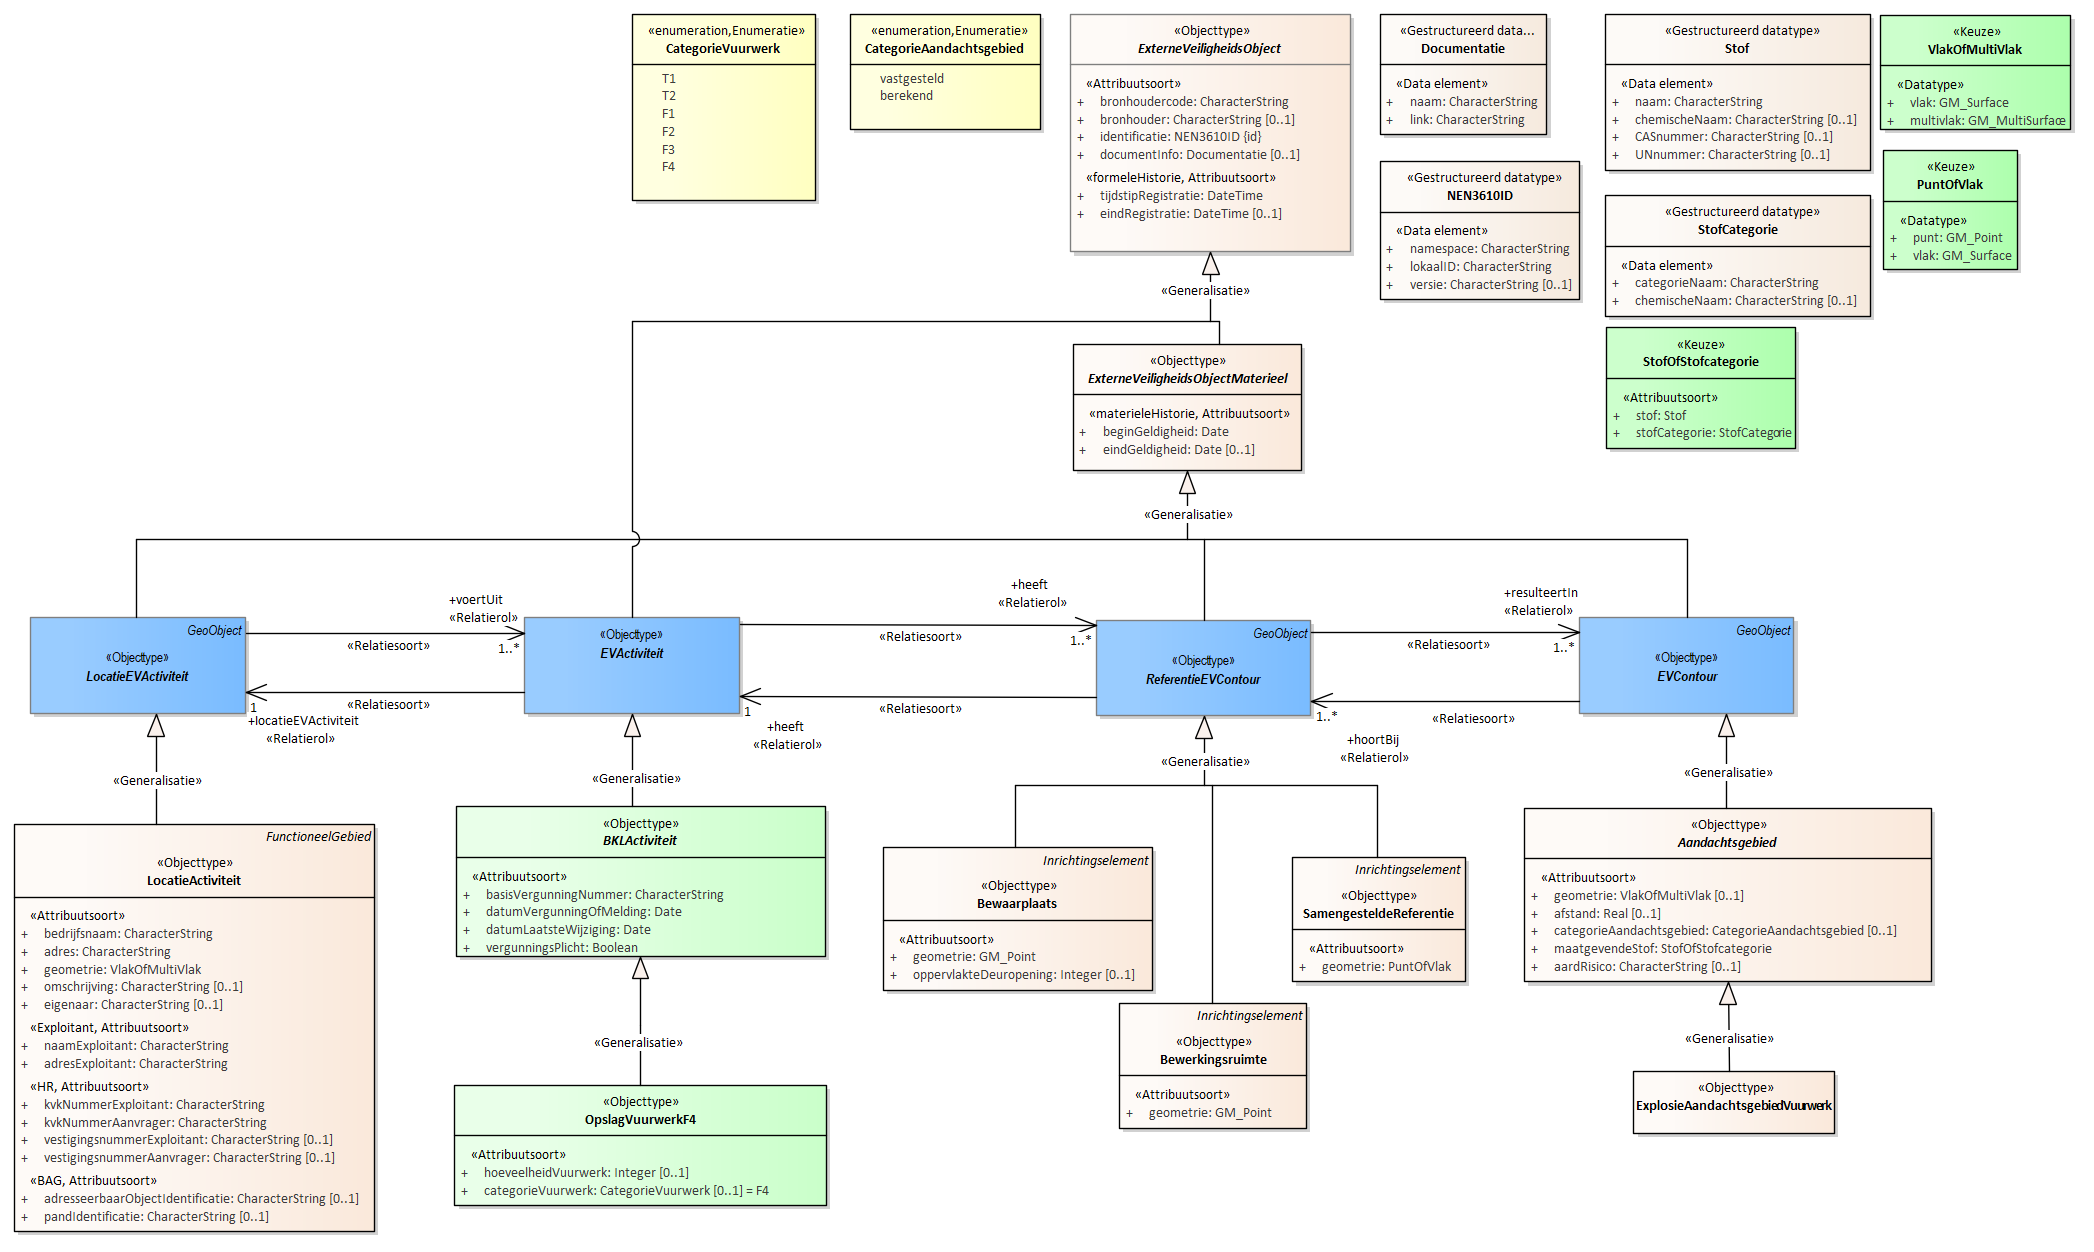 «enumeration,Enumeratie»
CategorieVuurwerk
T1
T2
F1
F2
F3
F4
«enumeration,Enumeratie»
CategorieAandachtsgebied
vastgesteld
berekend
«Objecttype»
ExterneVeiligheidsObject
«Attribuutsoort»
+ bronhoudercode: CharacterString
+ bronhouder: CharacterString [0..1]
+ identificatie: NEN3610ID {id}
+ documentInfo: Documentatie [0..1]
«formeleHistorie, Attribuutsoort»
+ tijdstipRegistratie: DateTime
+ eindRegistratie: DateTime [0..1]
«Gestructureerd data...
Documentatie
«Data element»
+ naam: CharacterString
+ link: CharacterString
«Gestructureerd datatype»
NEN3610ID
«Data element»
+ namespace: CharacterString
+ lokaalID: CharacterString
+ versie: CharacterString [0..1]
«Gestructureerd datatype»
Stof
«Data element»
+ naam: CharacterString
+ chemischeNaam: CharacterString [0..1]
+ CASnummer: CharacterString [0..1]
+ UNnummer: CharacterString [0..1]
«Gestructureerd datatype»
StofCategorie
«Data element»
+ categorieNaam: CharacterString
+ chemischeNaam: CharacterString [0..1]
«Keuze»
StofOfStofcategorie
«Attribuutsoort»
+ stof: Stof
+ stofCategorie: StofCategorie
«Keuze»
VlakOfMultiVlak
«Datatype»
+ vlak: GM_Surface
+ multivlak: GM_MultiSurface
«Keuze»
PuntOfVlak
«Datatype»
+ punt: GM_Point
+ vlak: GM_Surface
«Generalisatie»
«Objecttype»
ExterneVeiligheidsObjectMaterieel
«materieleHistorie, Attribuutsoort»
+ beginGeldigheid: Date
+ eindGeldigheid: Date [0..1]
«Generalisatie»
GeoObject
«Objecttype»
LocatieEVActiviteit
+voertUit
«Relatierol»
1..*
«Relatiesoort»
«Relatiesoort»
1
+locatieEVActiviteit
«Relatierol»
«Objecttype»
EVActiviteit
+heeft
«Relatierol»
1..*
«Relatiesoort»
«Relatiesoort»
1
+heeft
«Relatierol»
GeoObject
«Objecttype»
ReferentieEVContour
+resulteertIn
«Relatierol»
1..*
«Relatiesoort»
«Relatiesoort»
1..*
+hoortBij
«Relatierol»
GeoObject
«Objecttype»
EVContour
«Generalisatie»
«Generalisatie»
«Generalisatie»
«Generalisatie»
FunctioneelGebied
«Objecttype»
LocatieActiviteit
«Attribuutsoort»
+ bedrijfsnaam: CharacterString
+ adres: CharacterString
+ geometrie: VlakOfMultiVlak
+ omschrijving: CharacterString [0..1]
+ eigenaar: CharacterString [0..1]
«Exploitant, Attribuutsoort»
+ naamExploitant: CharacterString
+ adresExploitant: CharacterString
«HR, Attribuutsoort»
+ kvkNummerExploitant: CharacterString
+ kvkNummerAanvrager: CharacterString
+ vestigingsnummerExploitant: CharacterString [0..1]
+ vestigingsnummerAanvrager: CharacterString [0..1]
«BAG, Attribuutsoort»
+ adresseerbaarObjectIdentificatie: CharacterString [0..1]
+ pandIdentificatie: CharacterString [0..1]
«Objecttype»
BKLActiviteit
«Attribuutsoort»
+ basisVergunningNummer: CharacterString
+ datumVergunningOfMelding: Date
+ datumLaatsteWijziging: Date
+ vergunningsPlicht: Boolean
«Generalisatie»
«Objecttype»
OpslagVuurwerkF4
«Attribuutsoort»
+ hoeveelheidVuurwerk: Integer [0..1]
+ categorieVuurwerk: CategorieVuurwerk [0..1] = F4
Inrichtingselement
«Objecttype»
Bewaarplaats
«Attribuutsoort»
+ geometrie: GM_Point
+ oppervlakteDeuropening: Integer [0..1]
Inrichtingselement
«Objecttype»
Bewerkingsruimte
«Attribuutsoort»
+ geometrie: GM_Point
Inrichtingselement
«Objecttype»
SamengesteldeReferentie
«Attribuutsoort»
+ geometrie: PuntOfVlak
«Objecttype»
Aandachtsgebied
«Attribuutsoort»
+ geometrie: VlakOfMultiVlak [0..1]
+ afstand: Real [0..1]
+ categorieAandachtsgebied: CategorieAandachtsgebied [0..1]
+ maatgevendeStof: StofOfStofcategorie
+ aardRisico: CharacterString [0..1]
«Generalisatie»
«Objecttype»
ExplosieAandachtsgebiedVuurwerk